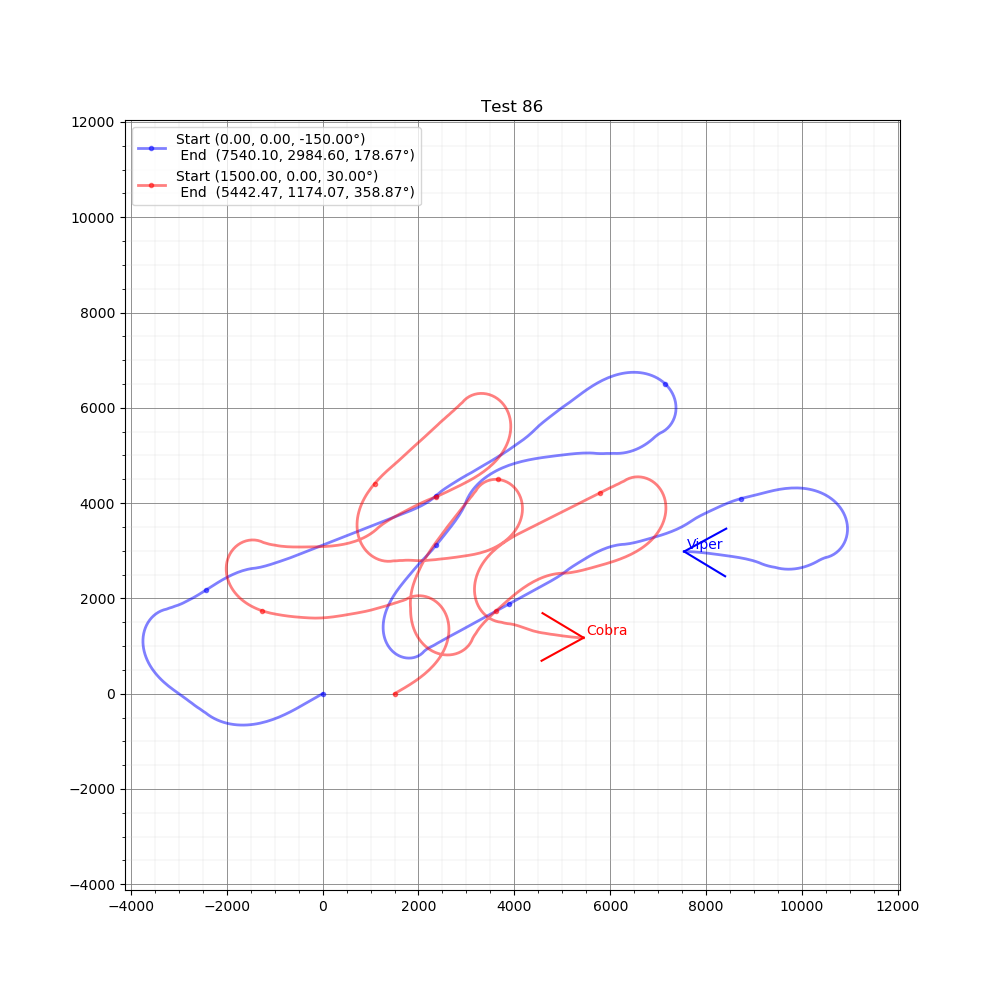 Test 86
Start (0.00, 0.00, -150.00°)
End (7540.10, 2984.60, 178.67°)
Start (1500.00, 0.00, 30.00°)
End (5442.47, 1174.07, 358.87°)
12000
10000
8000
6000
4000
2000
0
−2000
−4000
Viper
Cobra
−4000 −2000 0 2000 4000 6000 8000 10000 12000